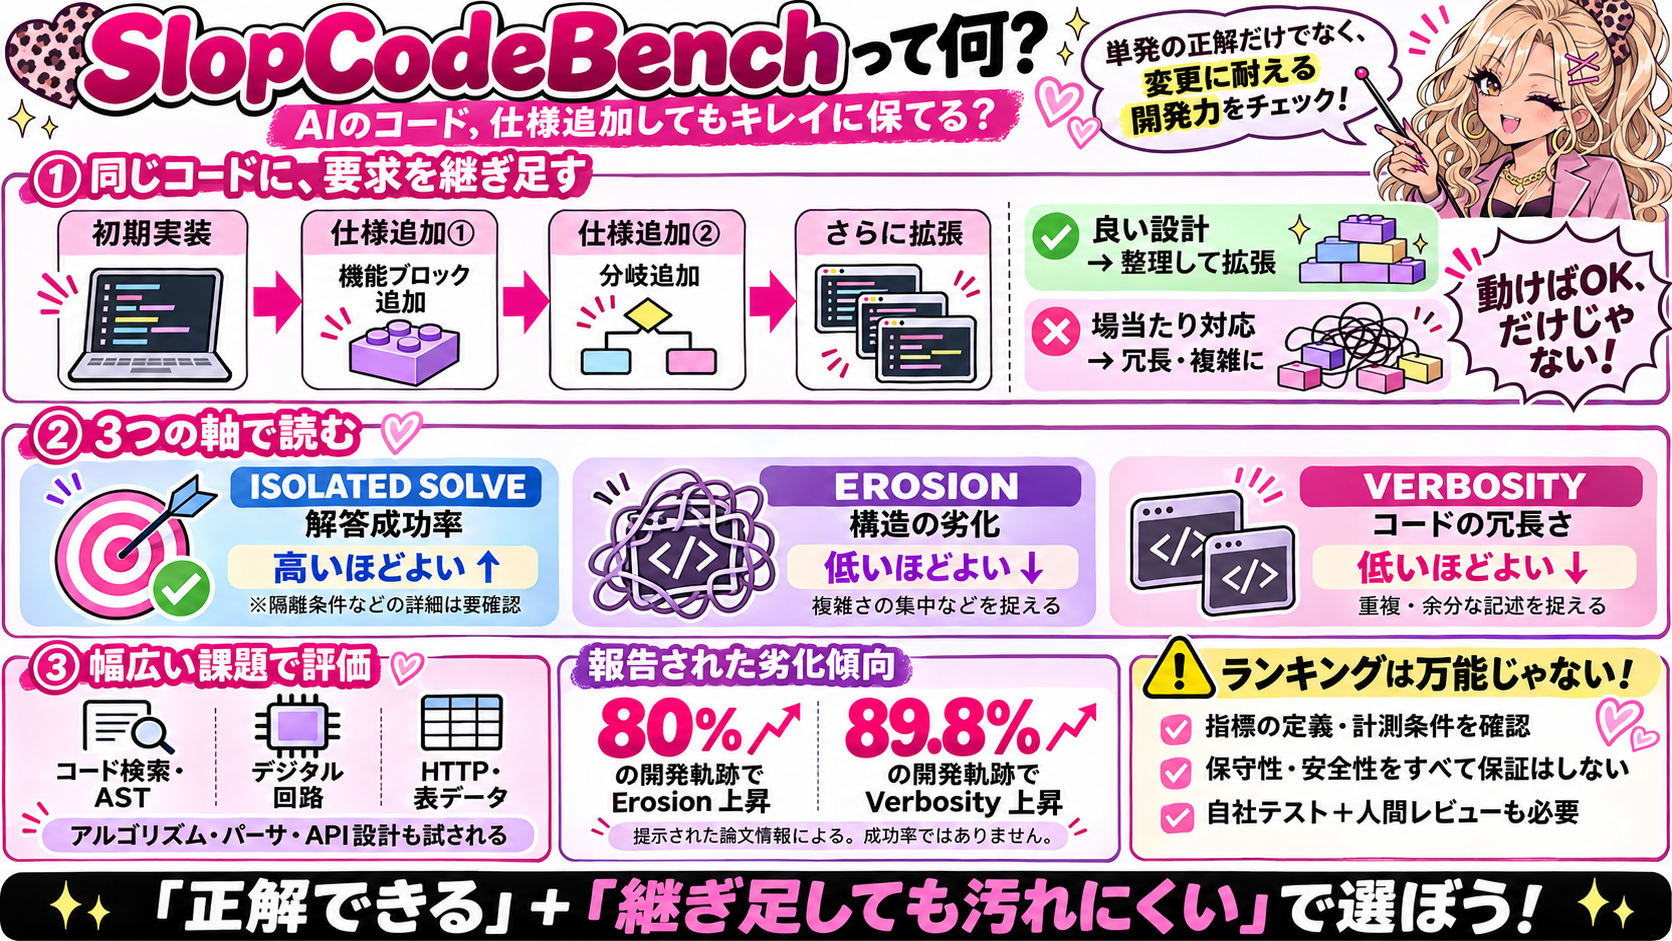 SlopCodeBenchって何？
AIのコード，仕様追加してもキレイに保てる？
単発の正解だけでなく、
変更に耐える
開発力をチェック！
① 同じコードに、要求を継ぎ足す
初期実装
仕様追加①
機能ブロック
追加
仕様追加②
分岐追加
さらに拡張
良い設計
→ 整理して拡張
場当たり対応
→ 冗長・複雑に
動けばOK、
だけじゃ
ない！
② 3つの軸で読む
ISOLATED SOLVE
解答成功率
高いほどよい ↑
※隔離条件などの詳細は要確認
EROSION
構造の劣化
低いほどよい ↓
複雑さの集中などを捉える
</>
VERBOSITY
コードの冗長さ
低いほどよい ↓
重複・余分な記述を捉える
</>
</>
③ 幅広い課題で評価
コード検索・
AST
デジタル
回路
HTTP・
表データ
アルゴリズム・パーサ・API設計も試される
報告された劣化傾向
80%
の開発軌跡で
Erosion 上昇
89.8%
の開発軌跡で
Verbosity 上昇
提示された論文情報による。成功率ではありません。
ランキングは万能じゃない！
指標の定義・計測条件を確認
保守性・安全性をすべて保証はしない
自社テスト＋人間レビューも必要
「正解できる」＋「継ぎ足しても汚れにくい」で選ぼう！